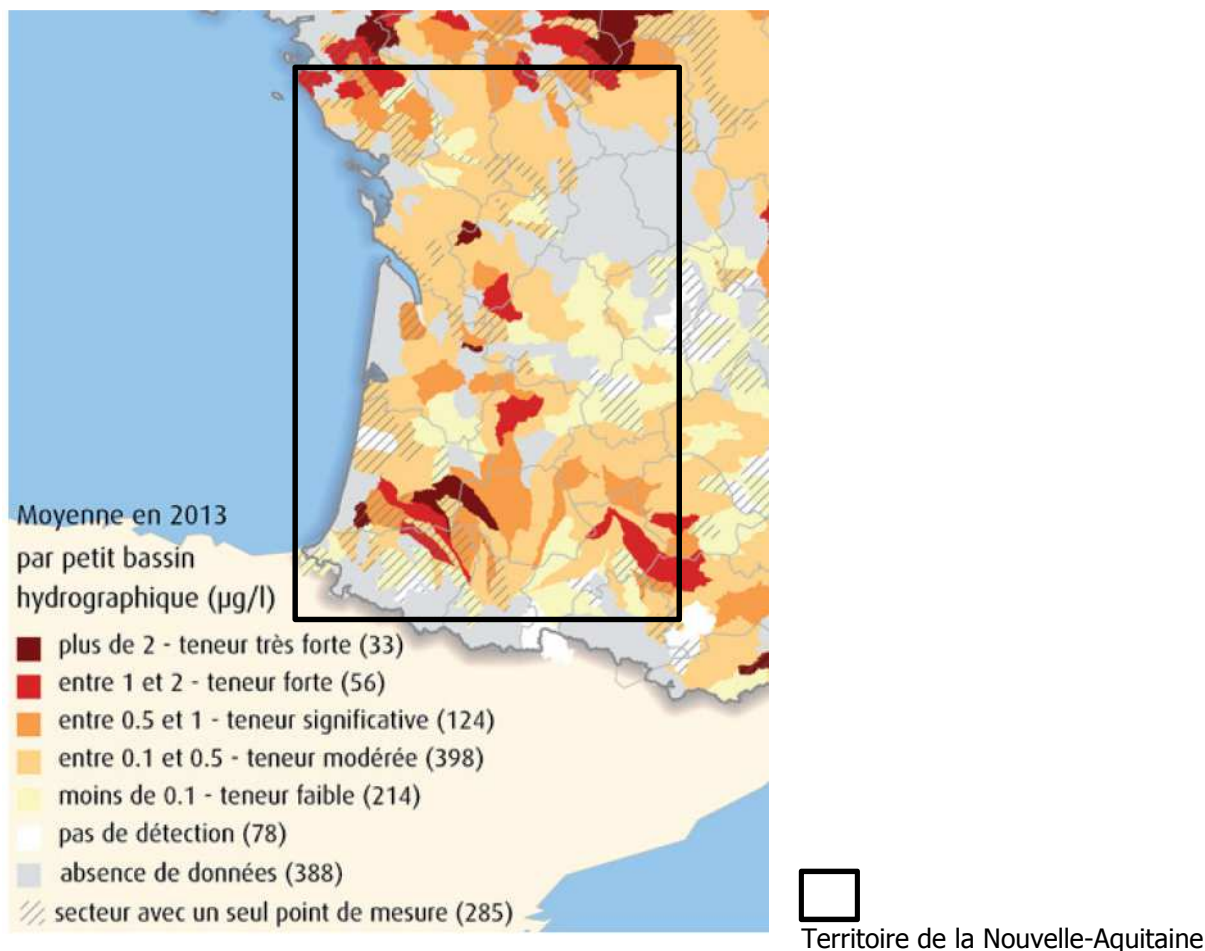 Moyenne en 2013
par petit bassin
hydrographique (µg/l)
plus de 2 - teneur très forte (33)
entre 1 et 2 - teneur forte (56)
entre 0.5 et 1 - teneur significative (124)
entre 0.1 et 0.5 - teneur modérée (398)
moins de 0.1 - teneur faible (214)
pas de détection (78)
absence de données (388)
secteur avec un seul point de mesure (285)
Territoire de la Nouvelle-Aquitaine